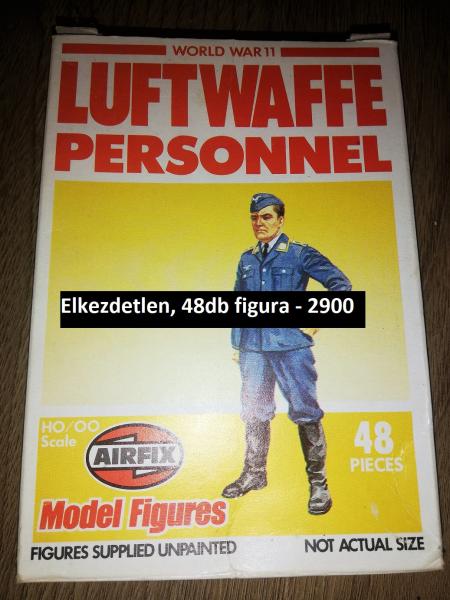 WORLD WAR 11
LUFTWAFFE
PERSONNEL
Elkezdetlen, 48db figura - 2900
HO/OO
Scale
AIRFIX
48
PIECES
Model Figures
FIGURES SUPPLIED UNPAINTED
NOT ACTUAL SIZE